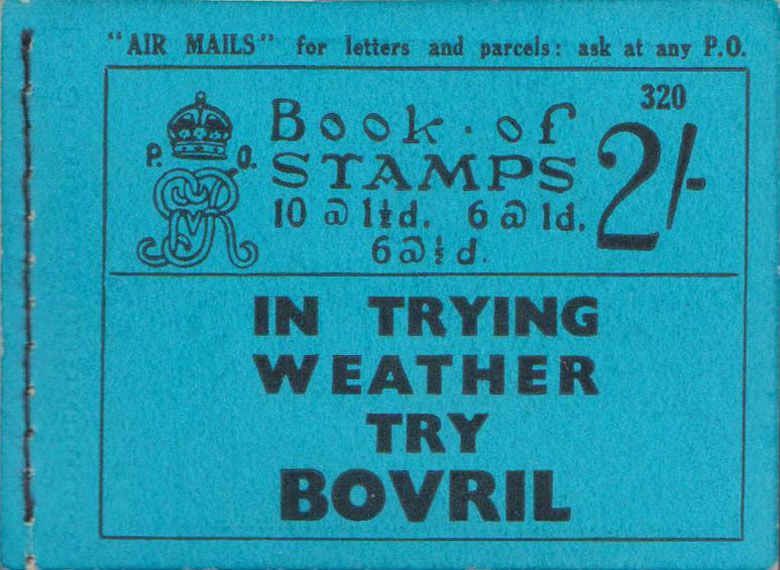 "AIR MAILS" for letters and parcels: ask at any P.O.
320
P. O.
Book · of
STAMPS 2/-
10 @ 1½d. 6 @ 1d.
6 @ ½ d.
IN TRYING
WEATHER
TRY
BOVRIL